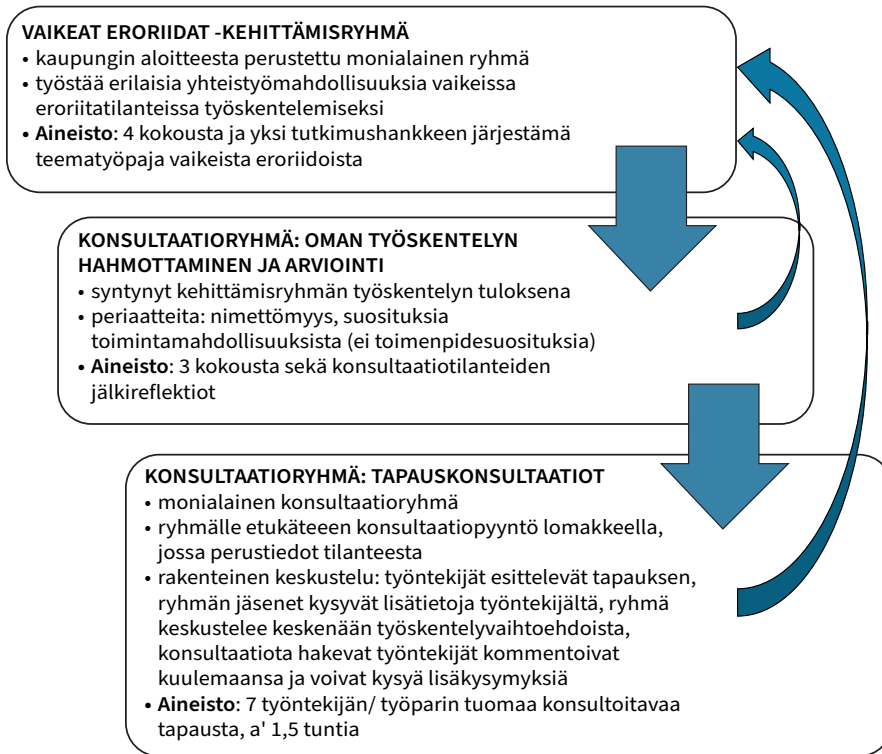 VAIKEAT ERORIIDAT -KEHITTÄMISRYHMÄ
• kaupungin aloitteesta perustettu monialainen ryhmä
• työstää erilaisia yhteistyömahdollisuuksia vaikeissa
eroriitatilanteissa työskentelemiseksi
• Aineisto: 4 kokousta ja yksi tutkimushankkeen järjestämä
teematyöpaja vaikeista eroriidoista
KONSULTAATIORYHMÄ: OMAN TYÖSKENTELYN
HAHMOTTAMINEN JA ARVIOINTI
• syntynyt kehittämisryhmän työskentelyn tuloksena
• periaatteita: nimettömyys, suosituksia
toimintamahdollisuuksista (ei toimenpidesuosituksia)
• Aineisto: 3 kokousta sekä konsultaatiotilanteiden
jälkireflektiot
KONSULTAATIORYHMÄ: TAPAUSKONSULTAATIOT
• monialainen konsultaatioryhmä
• ryhmälle etukäteeen konsultaatiopyyntö lomakkeella,
jossa perustiedot tilanteesta
• rakenteinen keskustelu: työntekijät esittelevät tapauksen,
ryhmän jäsenet kysyvät lisätietoja työntekijältä, ryhmä
keskustelee keskenään työskentelyvaihtoehdoista,
konsultaatiota hakevat työntekijät kommentoivat
kuulemaansa ja voivat kysyä lisäkysymyksiä
• Aineisto: 7 työntekijän/ työparin tuomaa konsultoitavaa
tapausta, a' 1,5 tuntia